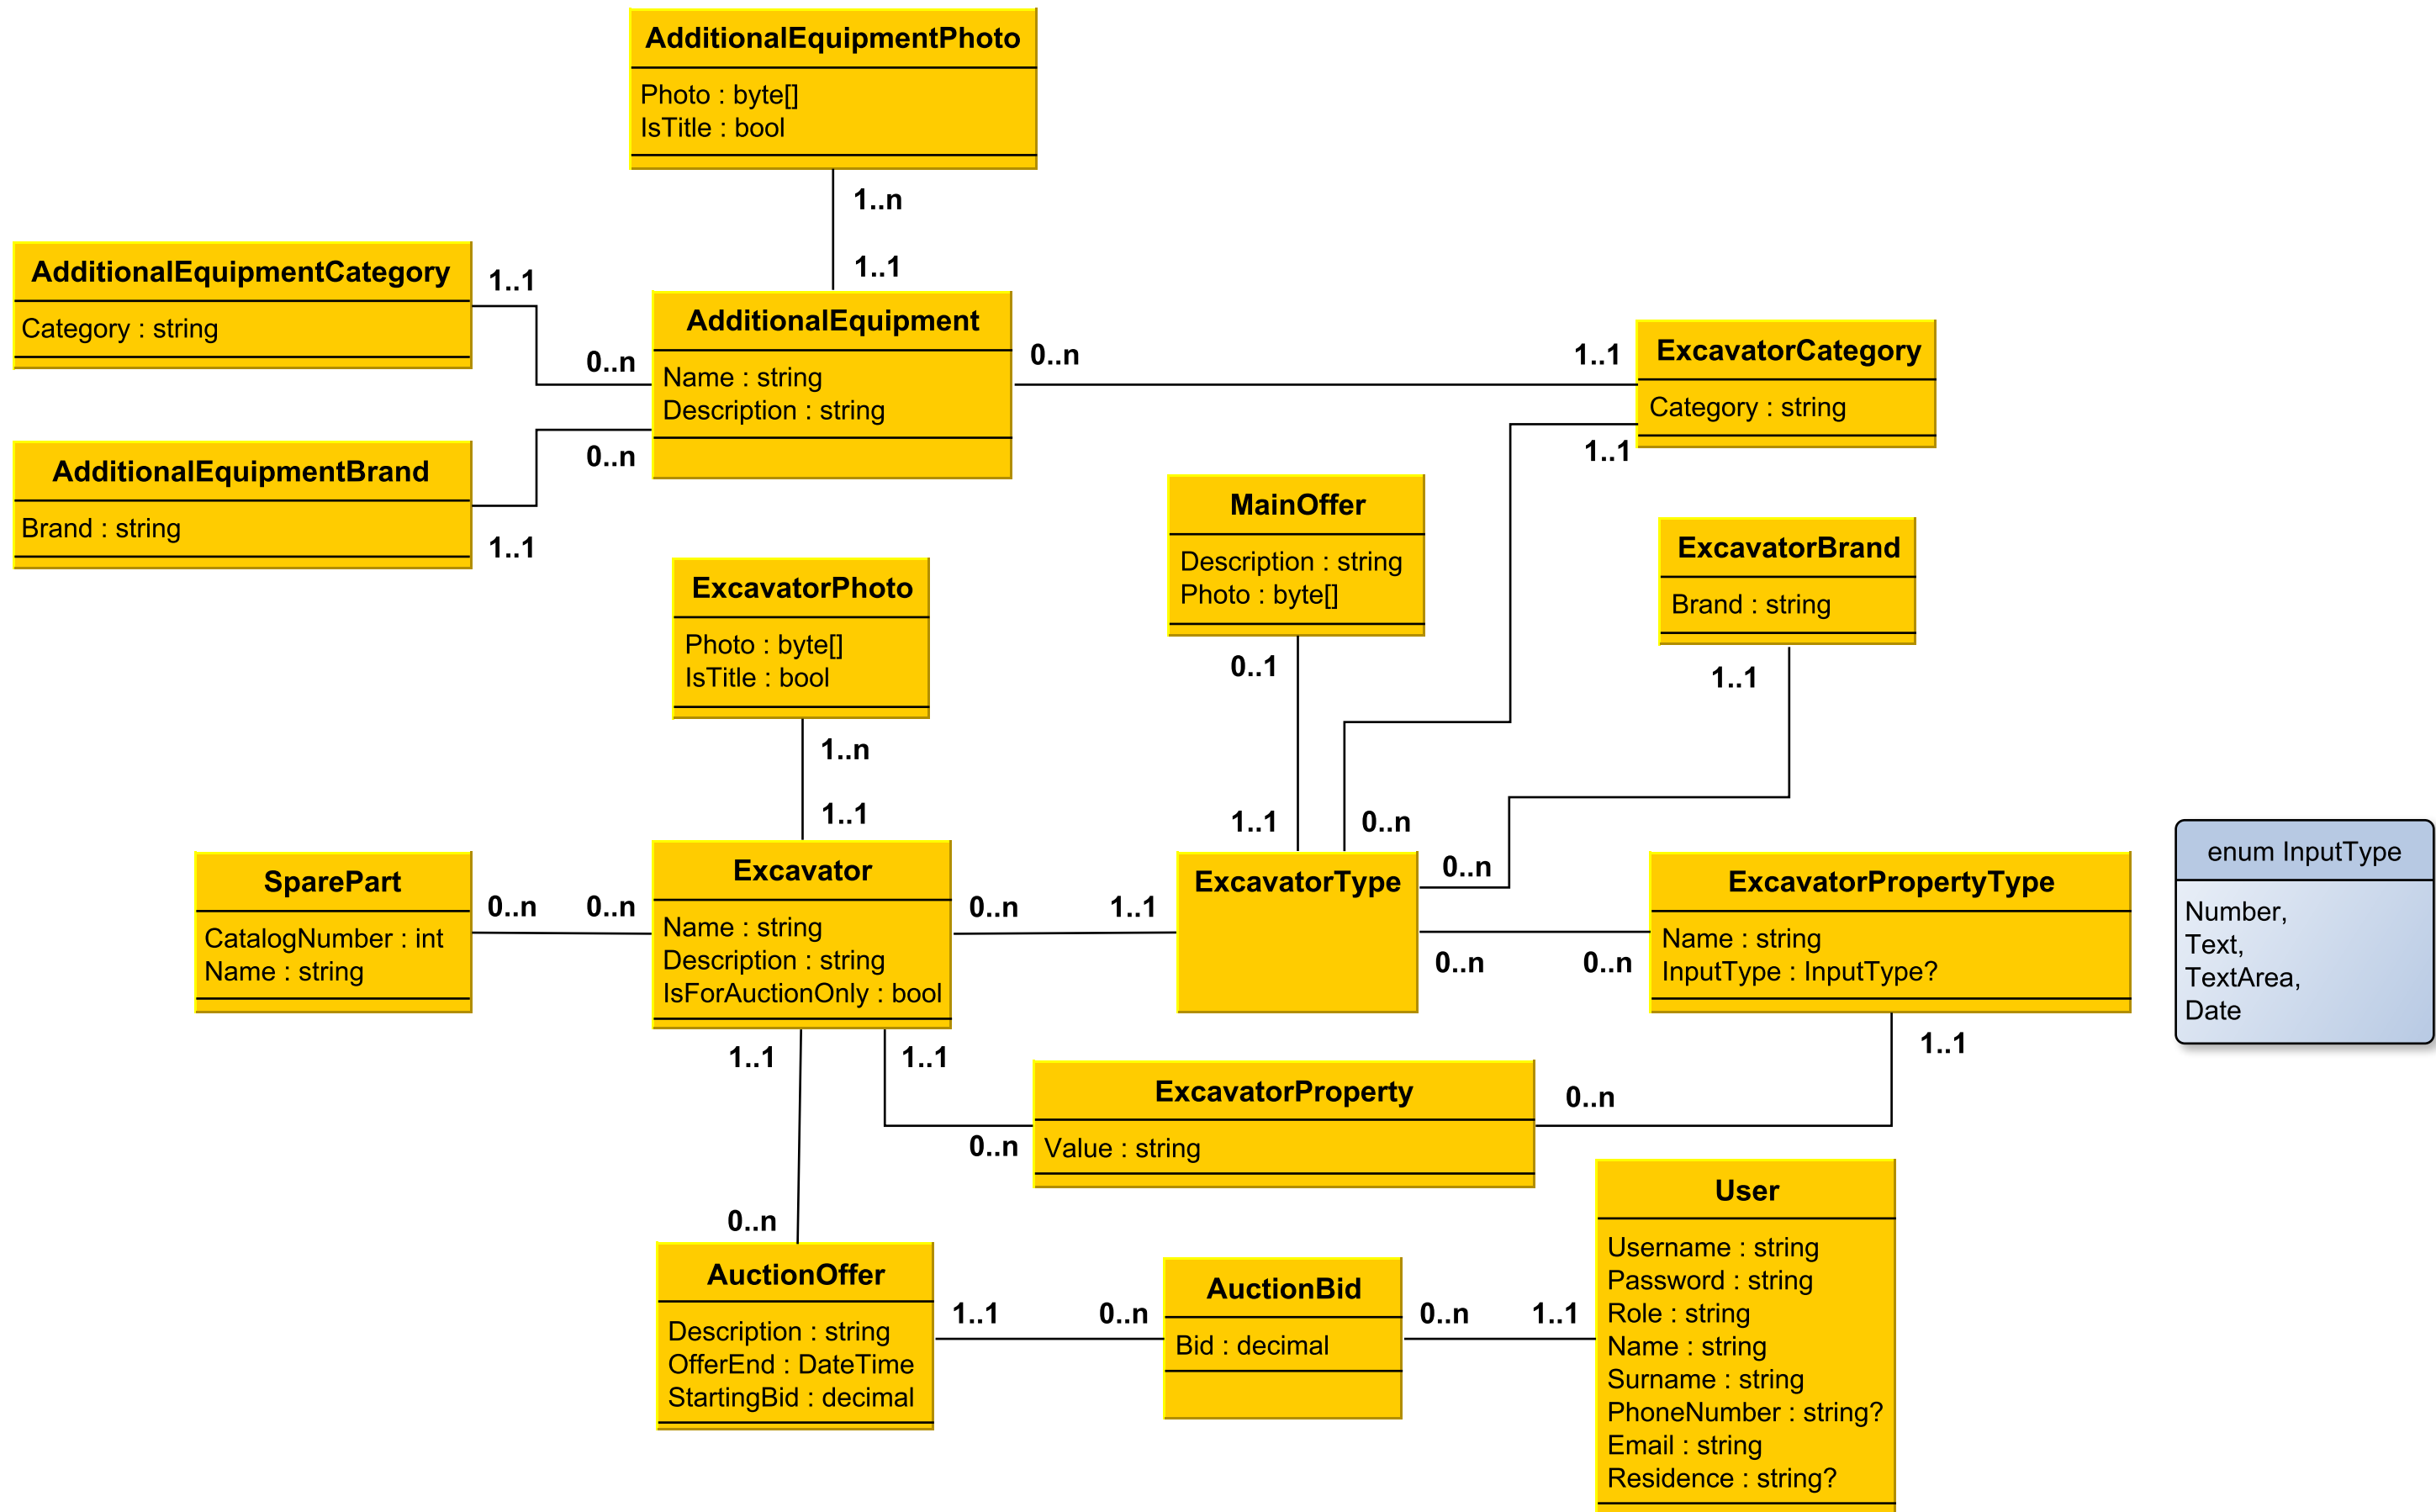 AdditionalEquipmentPhoto
Photo : byte[]
IsTitle : bool
1..n
1..1
AdditionalEquipmentCategory
Category : string
1..1
0..n
AdditionalEquipment
Name : string
Description : string
0..n
1..1
ExcavatorCategory
Category : string
1..1
AdditionalEquipmentBrand
Brand : string
0..n
1..1
MainOffer
Description : string
Photo : byte[]
0..1
1..1
ExcavatorBrand
Brand : string
1..1
ExcavatorPhoto
Photo : byte[]
IsTitle : bool
1..n
1..1
SparePart
CatalogNumber : int
Name : string
0..n
0..n
Excavator
Name : string
Description : string
IsForAuctionOnly : bool
0..n
1..1
ExcavatorType
0..n
0..n
0..n
0..n
ExcavatorPropertyType
Name : string
InputType : InputType?
1..1
enum InputType
Number,
Text,
TextArea,
Date
1..1
1..1
0..n
ExcavatorProperty
Value : string
0..n
0..n
AuctionOffer
Description : string
OfferEnd : DateTime
StartingBid : decimal
1..1
0..n
AuctionBid
Bid : decimal
0..n
1..1
User
Username : string
Password : string
Role : string
Name : string
Surname : string
PhoneNumber : string?
Email : string
Residence : string?